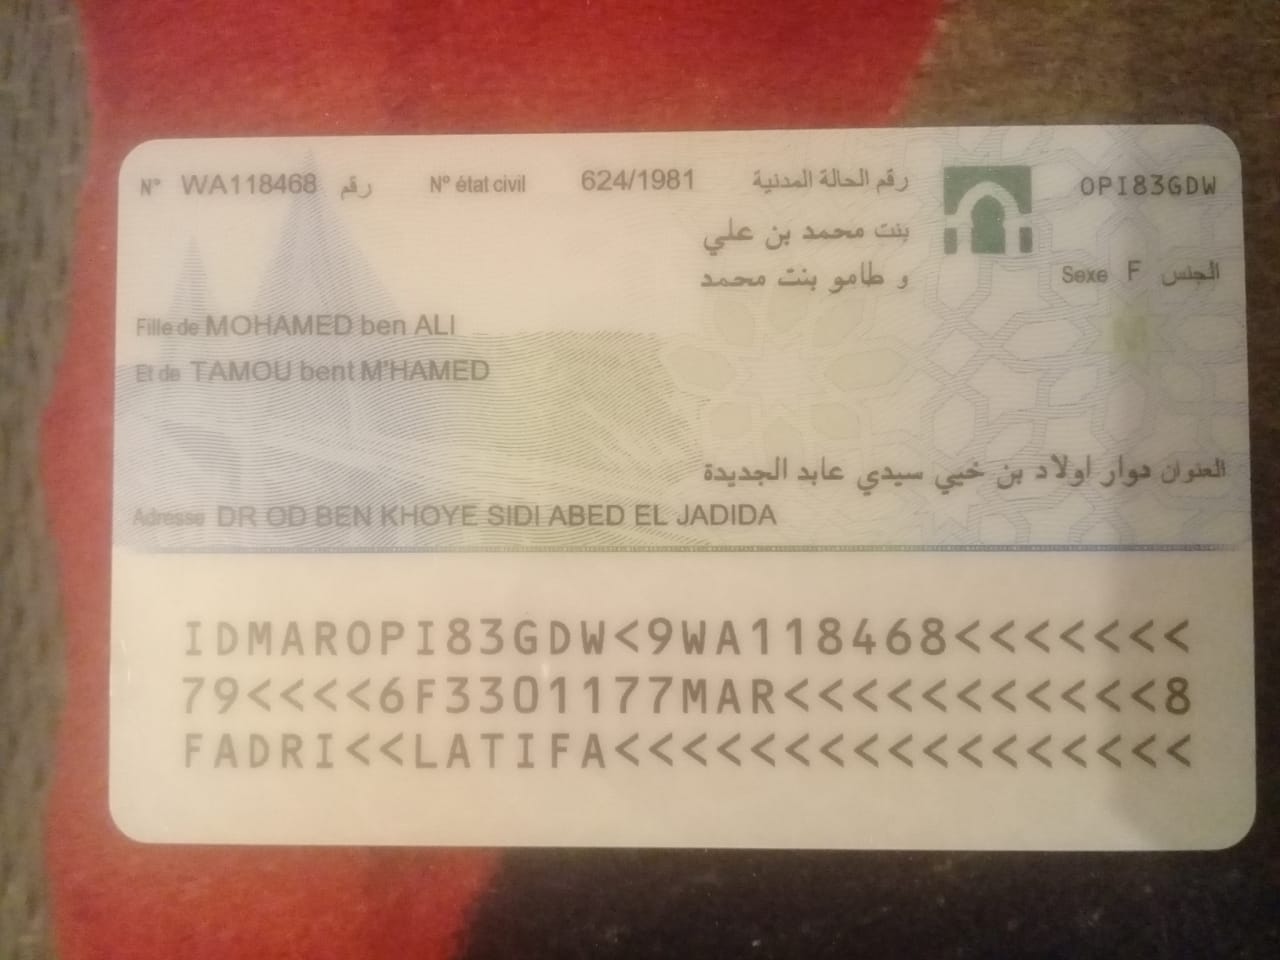 N° WA118468 رقم N° état civil 624/1981 رقم الحالة المدنية OPI83GDW
بنت محمد بن علي
و طامو بنت محمد
Sexe F الجنس
Fille de MOHAMED ben ALI
Et de TAMOU bent M'HAMED
العنوان دوار اولاد بن خيي سيدي عابد الجديدة
Adresse DR OD BEN KHOYE SIDI ABED EL JADIDA
IDMAROPI83GDW<9WA118468<<<<<<<
79<<<<6F3301177MAR<<<<<<<<<<<<8
FADRI<<LATIFA<<<<<<<<<<<<<<<<<<